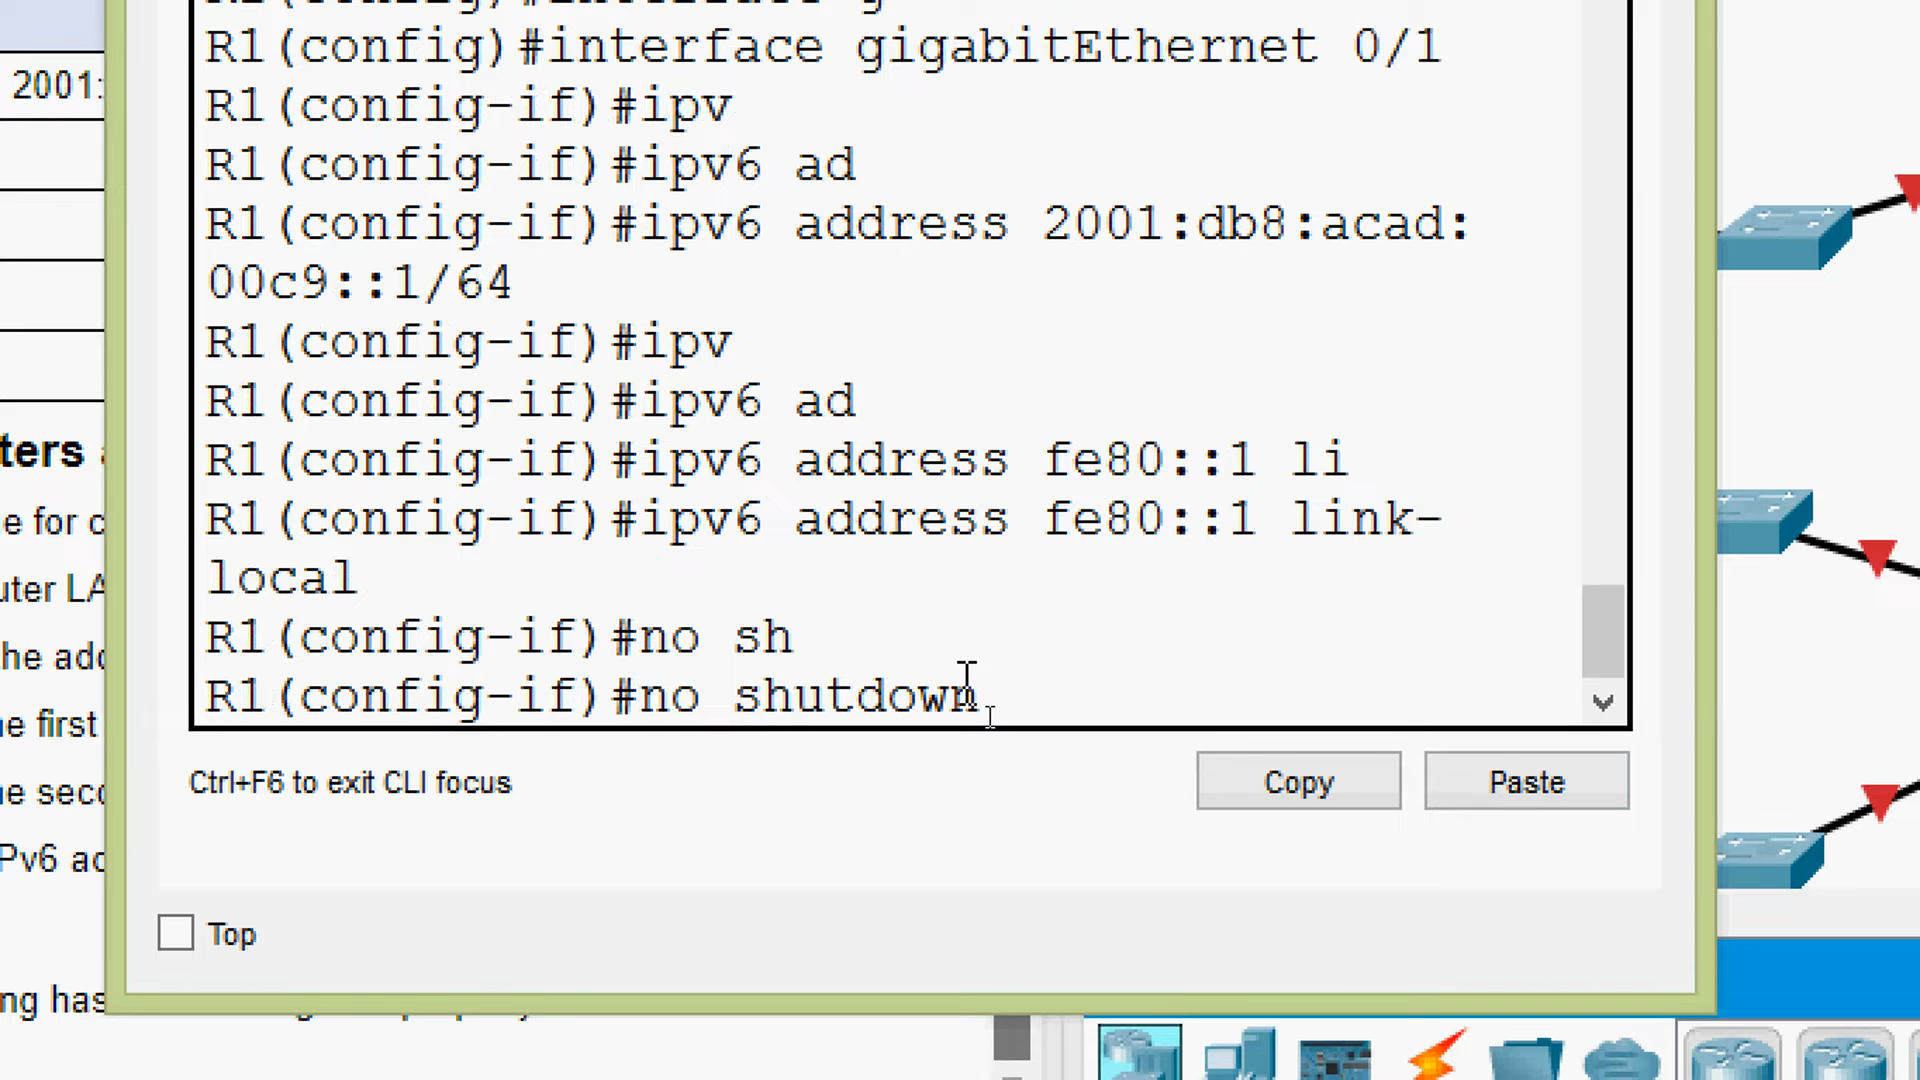 R1(config)#interface gigabitEthernet 0/1
R1(config-if)#ipv
R1(config-if)#ipv6 ad
R1(config-if)#ipv6 address 2001:db8:acad:
00c9::1/64
R1(config-if)#ipv
R1(config-if)#ipv6 ad
R1(config-if)#ipv6 address fe80::1 li
R1(config-if)#ipv6 address fe80::1 link-
local
R1(config-if)#no sh
R1(config-if)#no shutdown
Ctrl+F6 to exit CLI focus
Copy
Paste
Top
2001:
ters
e for
uter LA
he add
he first
he seco
Pv6
ng has